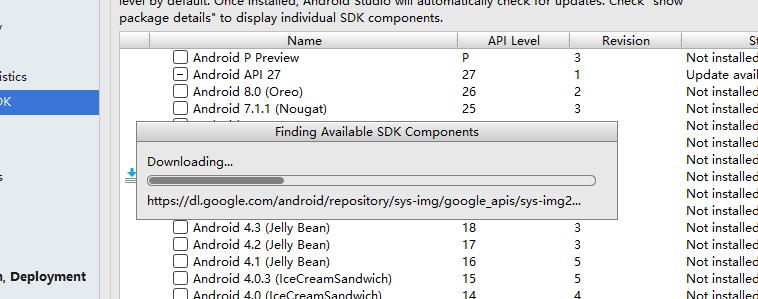 level by default. Once installed, Android Studio will automatically check for updates. Check "show
package details" to display individual SDK components.
Name API Level Revision St
Android P Preview P 3 Not installed
Android API 27 27 1 Update avail
Android 8.0 (Oreo) 26 2 Not installed
Android 7.1.1 (Nougat) 25 3 Not installed
istics
DK
Finding Available SDK Components
Not installed
Downloading...
Not installed
Not installed
Not installed
https://dl.google.com/android/repository/sys-img/google_apis/sys-img2...
Not installed
Not installed
s
Android 4.3 (Jelly Bean) 18 3 Not installed
Android 4.2 (Jelly Bean) 17 3 Not installed
Android 4.1 (Jelly Bean) 16 5 Not installed
Android 4.0.3 (IceCreamSandwich) 15 5 Not installed
Android 4.0 (IceCreamSandwich) 14 4 Not installed
n, Deployment